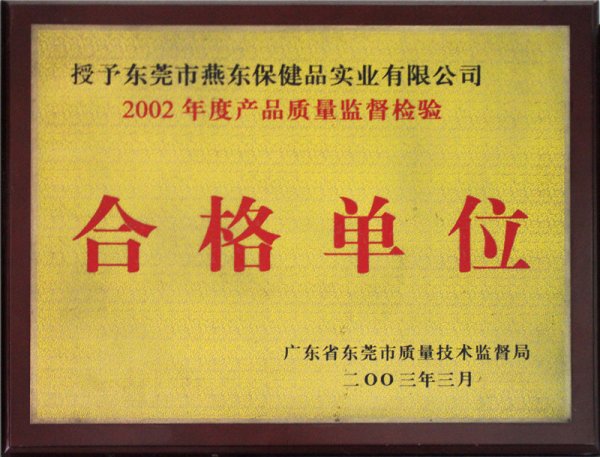 授予东莞市燕东保健品实业有限公司
2002年度产品质量监督检验
合格单位
广东省东莞市质量技术监督局
二〇〇三年三月